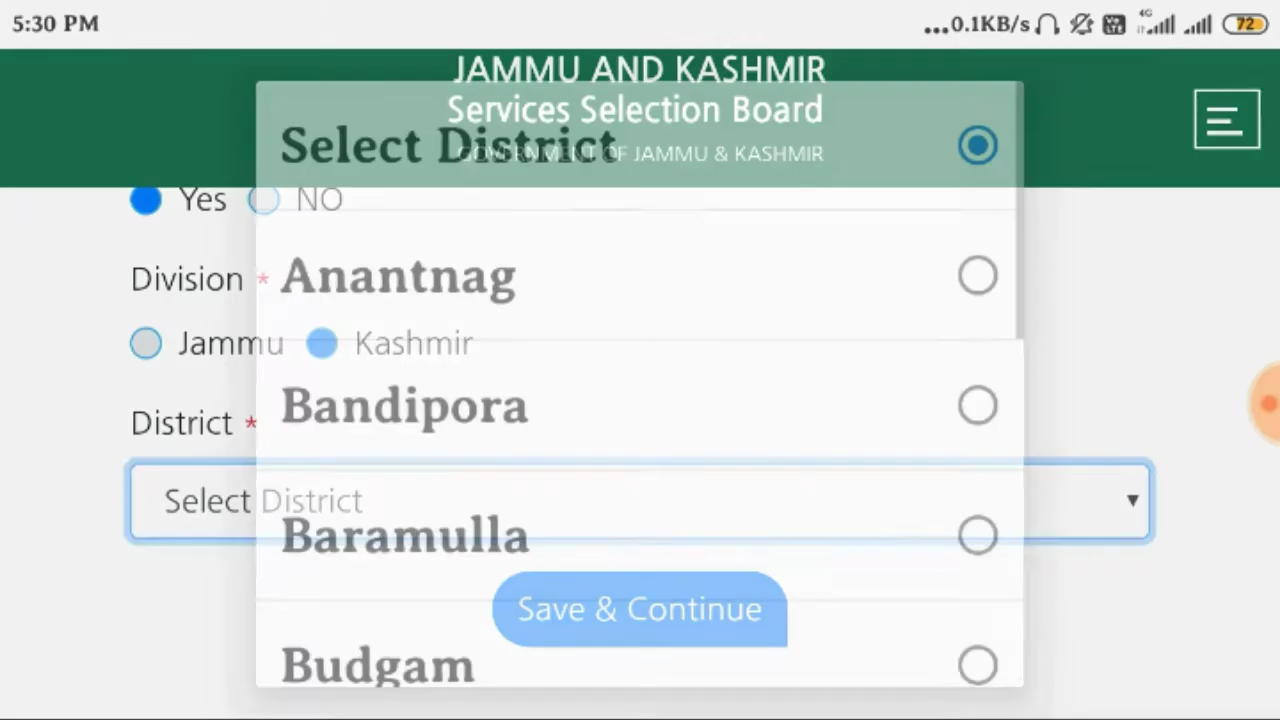 5:30 PM
...0.1KB/s 4G 72
JAMMU AND KASHMIR
Services Selection Board
GOVERNMENT OF JAMMU & KASHMIR
Select District
Yes NO
Anantnag
Division *
Jammu Kashmir
Bandipora
District *
Select District
Baramulla
Save & Continue
Budgam